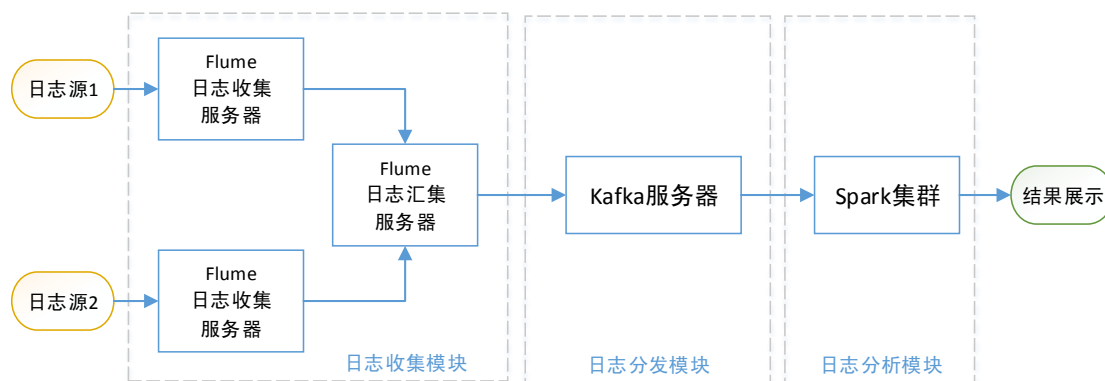 日志源1
Flume
日志收集
服务器
Flume
日志汇集
服务器
日志源2
Flume
日志收集
服务器
日志收集模块
Kafka服务器
日志分发模块
Spark集群
日志分析模块
结果展示